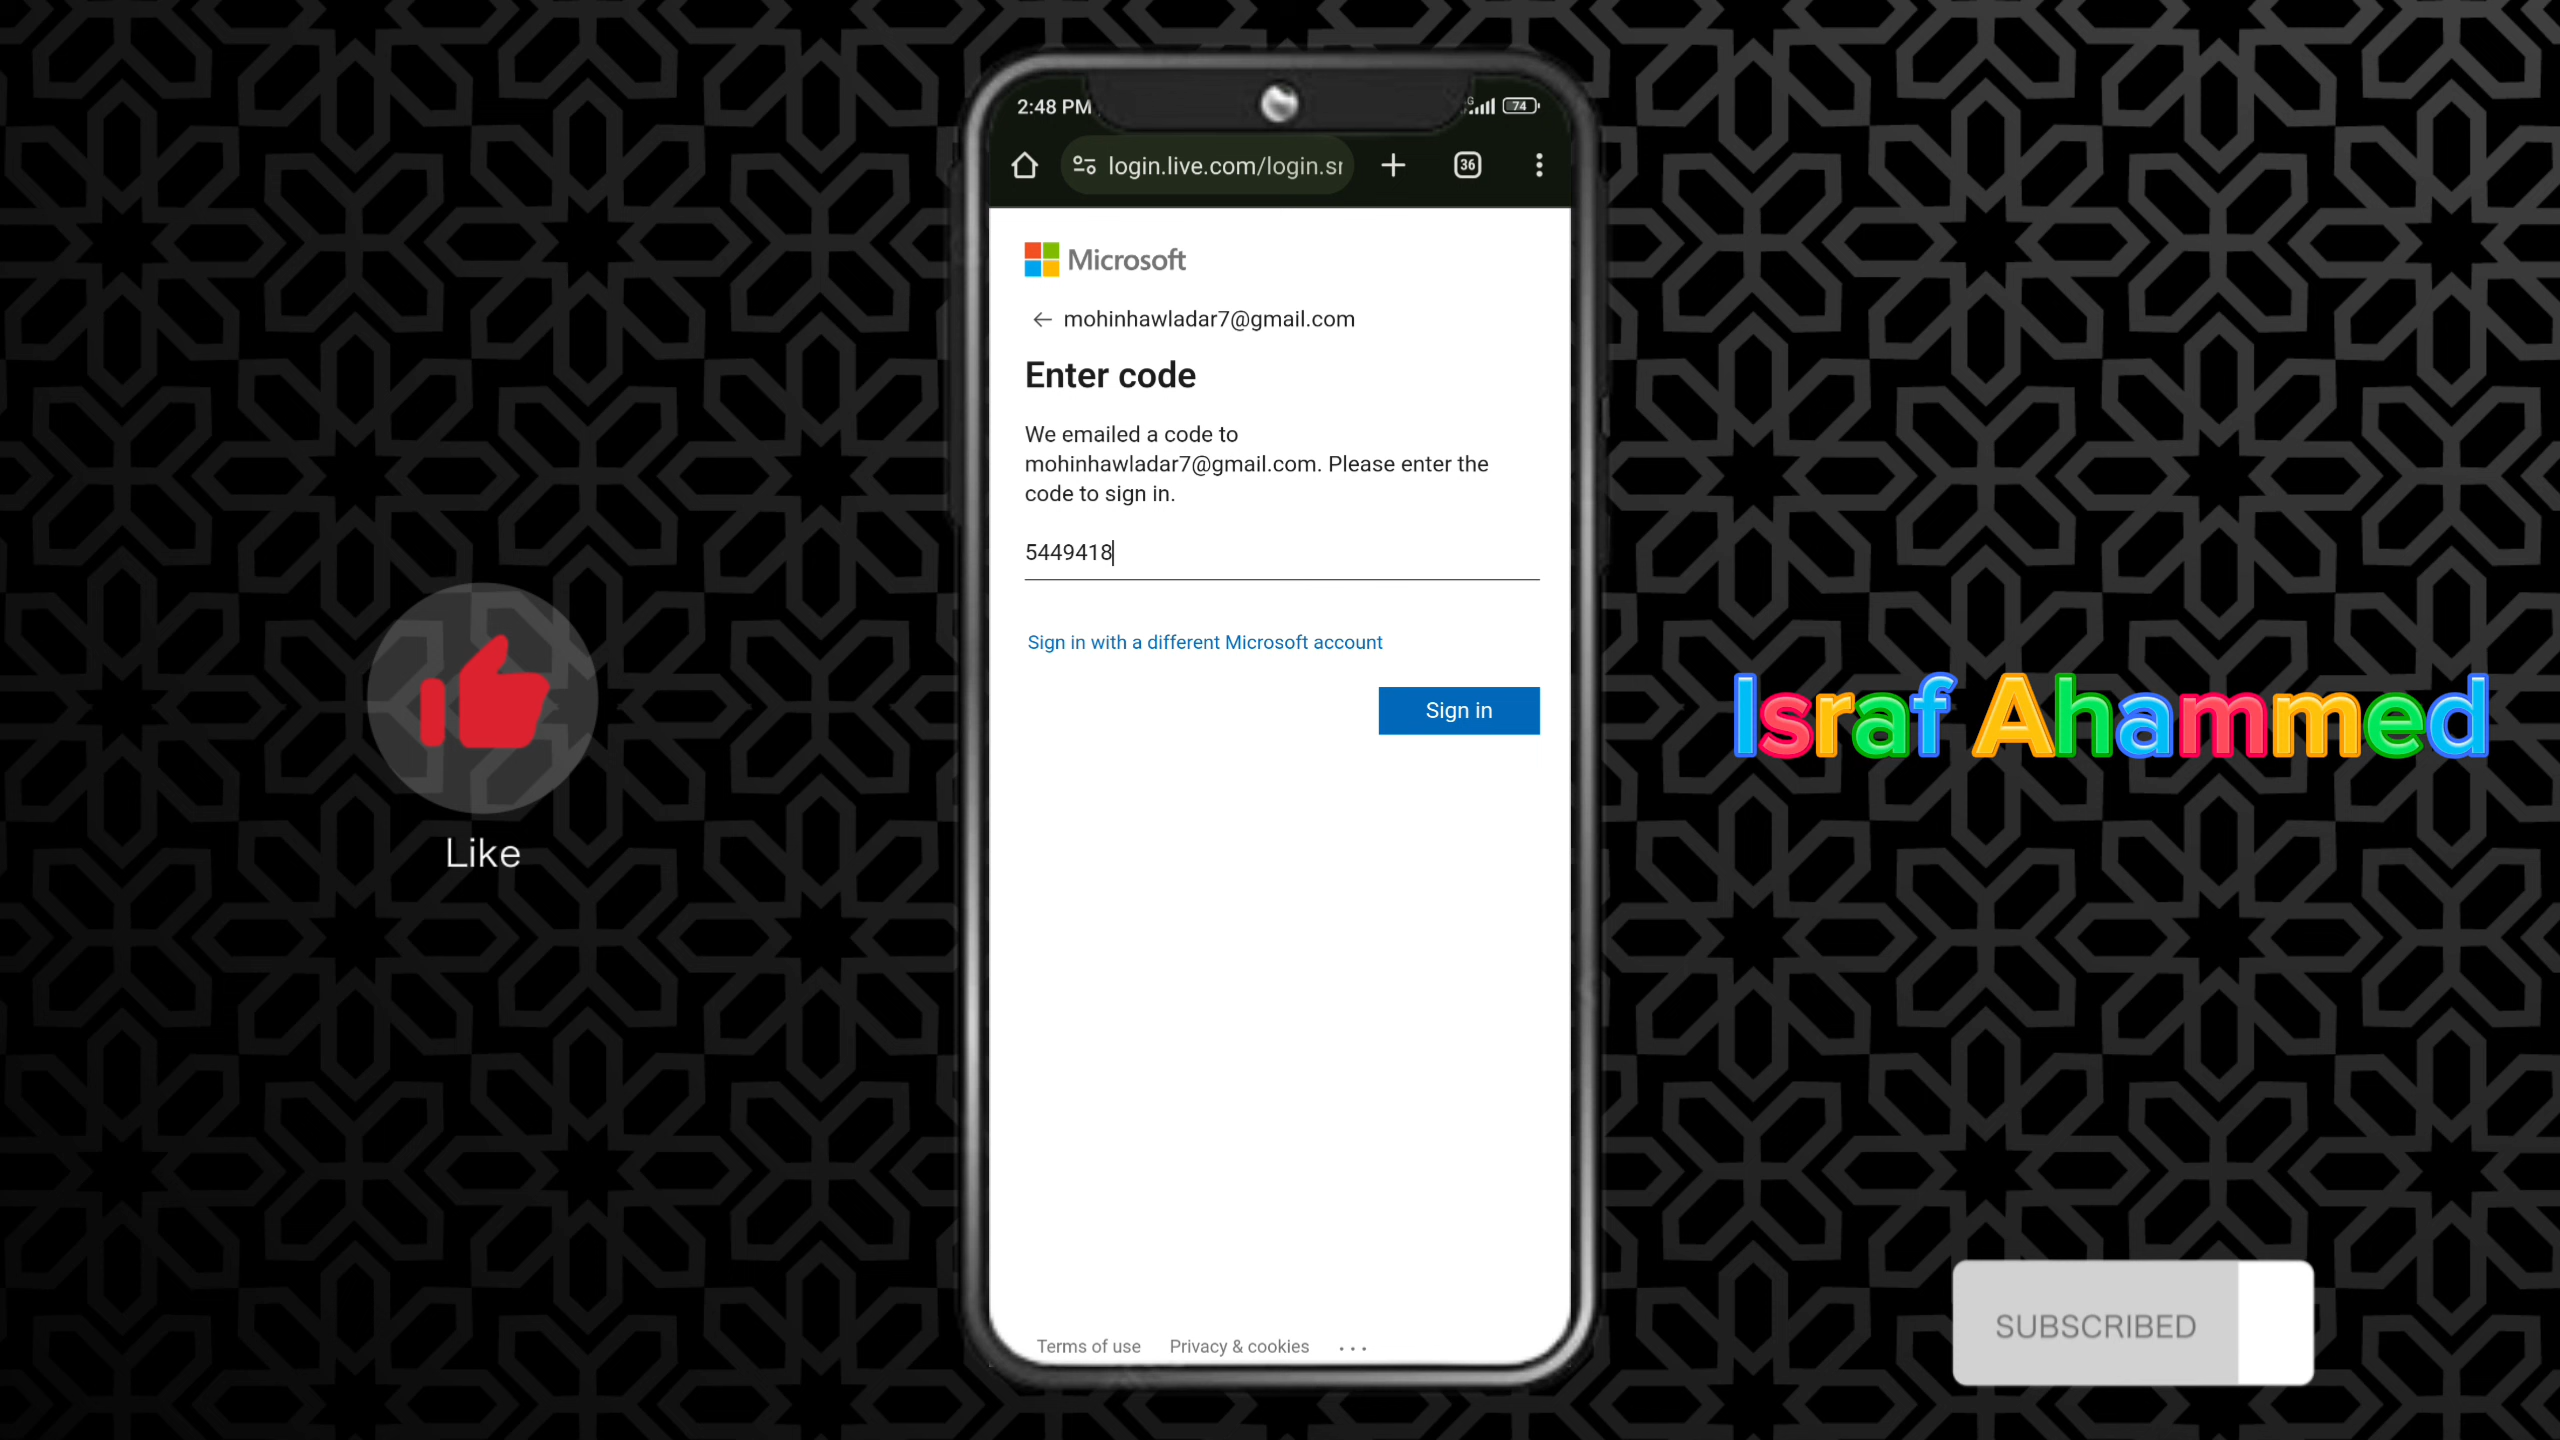 2:48 PM
G
74
login.live.com/login.sr
36
Microsoft
mohinhawladar7@gmail.com
Enter code
We emailed a code to
mohinhawladar7@gmail.com. Please enter the
code to sign in.
5449418
Sign in with a different Microsoft account
Sign in
Like
Israf Ahammed
SUBSCRIBED
Terms of use Privacy & cookies ...